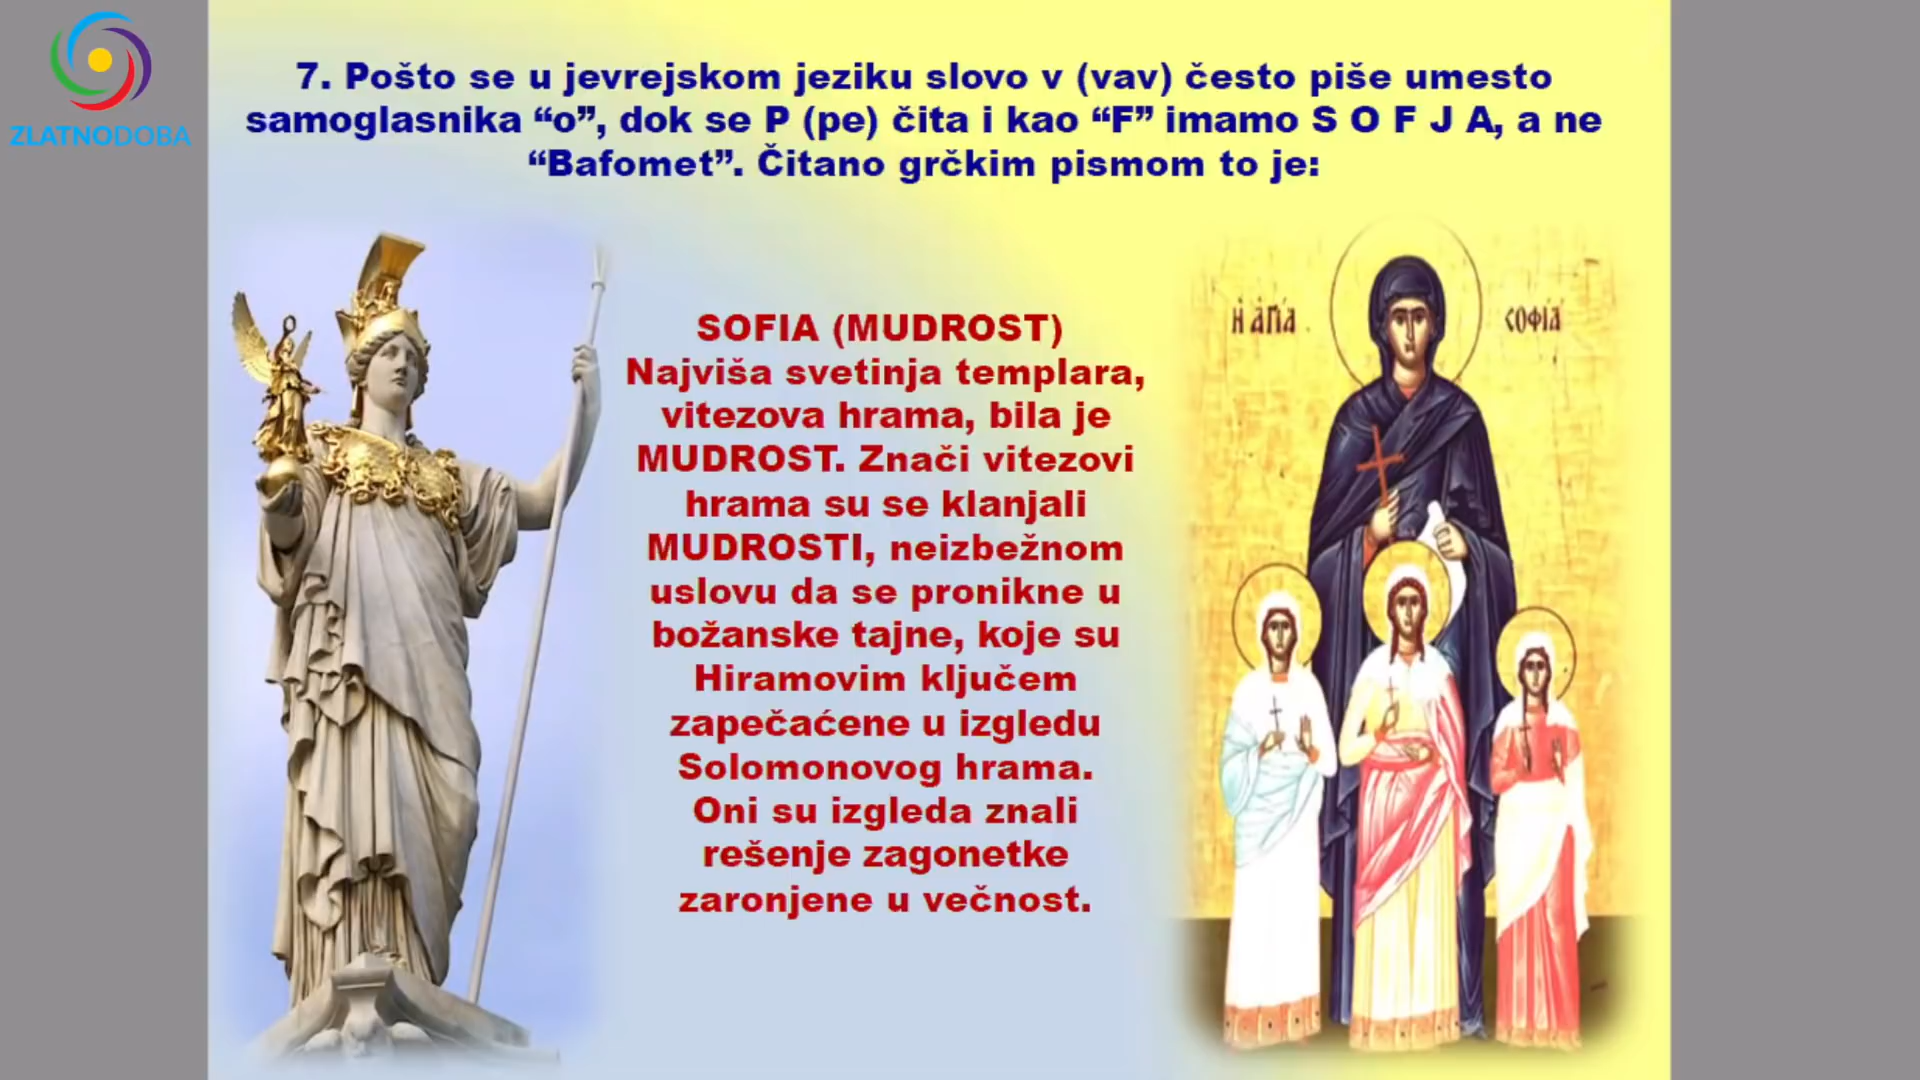 ZLATNODOBA
7. Pošto se u jevrejskom jeziku slovo v (vav) često piše umesto
samoglasnika “o”, dok se P (pe) čita i kao “F” imamo S O F J A, a ne
“Bafomet”. Čitano grčkim pismom to je:
SOFIA (MUDROST)
Najviša svetinja templara,
vitezova hrama, bila je
MUDROST. Znači vitezovi
hrama su se klanjali
MUDROSTI, neizbežnom
uslovu da se pronikne u
božanske tajne, koje su
Hiramovim ključem
zapečaćene u izgledu
Solomonovog hrama.
Oni su izgleda znali
rešenje zagonetke
zaronjene u večnost.
Ἡ ἉΓΊΑ
СΟΦΊΑ